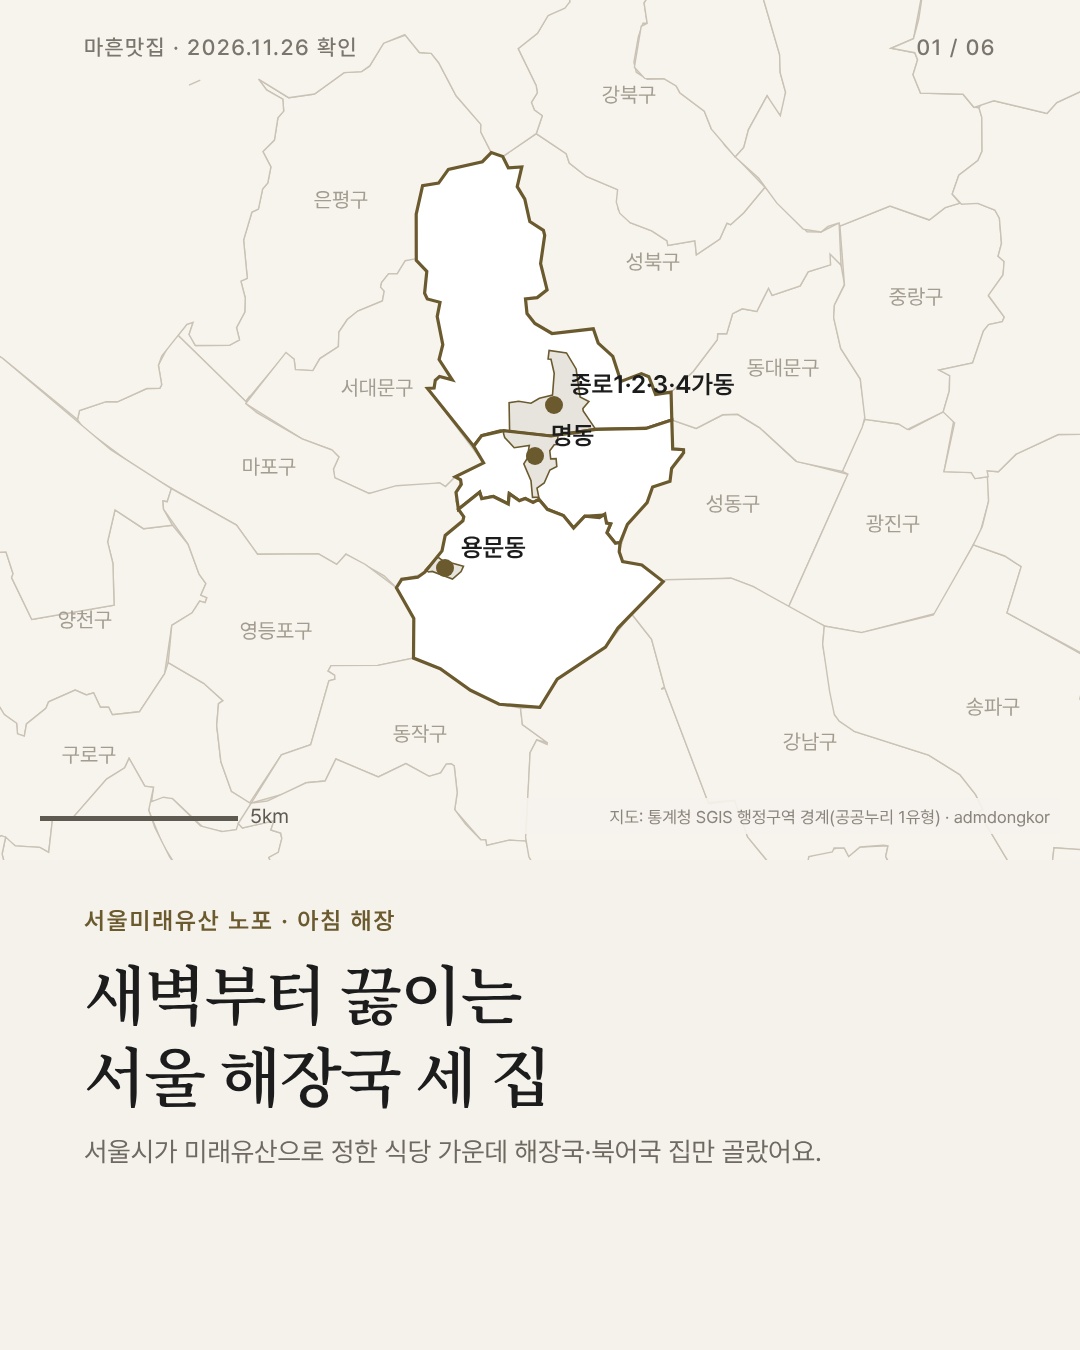 마흔맛집 · 2026.11.26 확인
01 / 06
강북구
은평구
성북구
중랑구
동대문구
종로1·2·3·4가동
서대문구
명동
마포구
성동구
광진구
용문동
양천구
영등포구
송파구
동작구
강남구
구로구
5km
지도: 통계청 SGIS 행정구역 경계(공공누리 1유형) · admdongkor
서울미래유산 노포 · 아침 해장
새벽부터 끓이는
서울 해장국 세 집
서울시가 미래유산으로 정한 식당 가운데 해장국·북어국 집만 골랐어요.